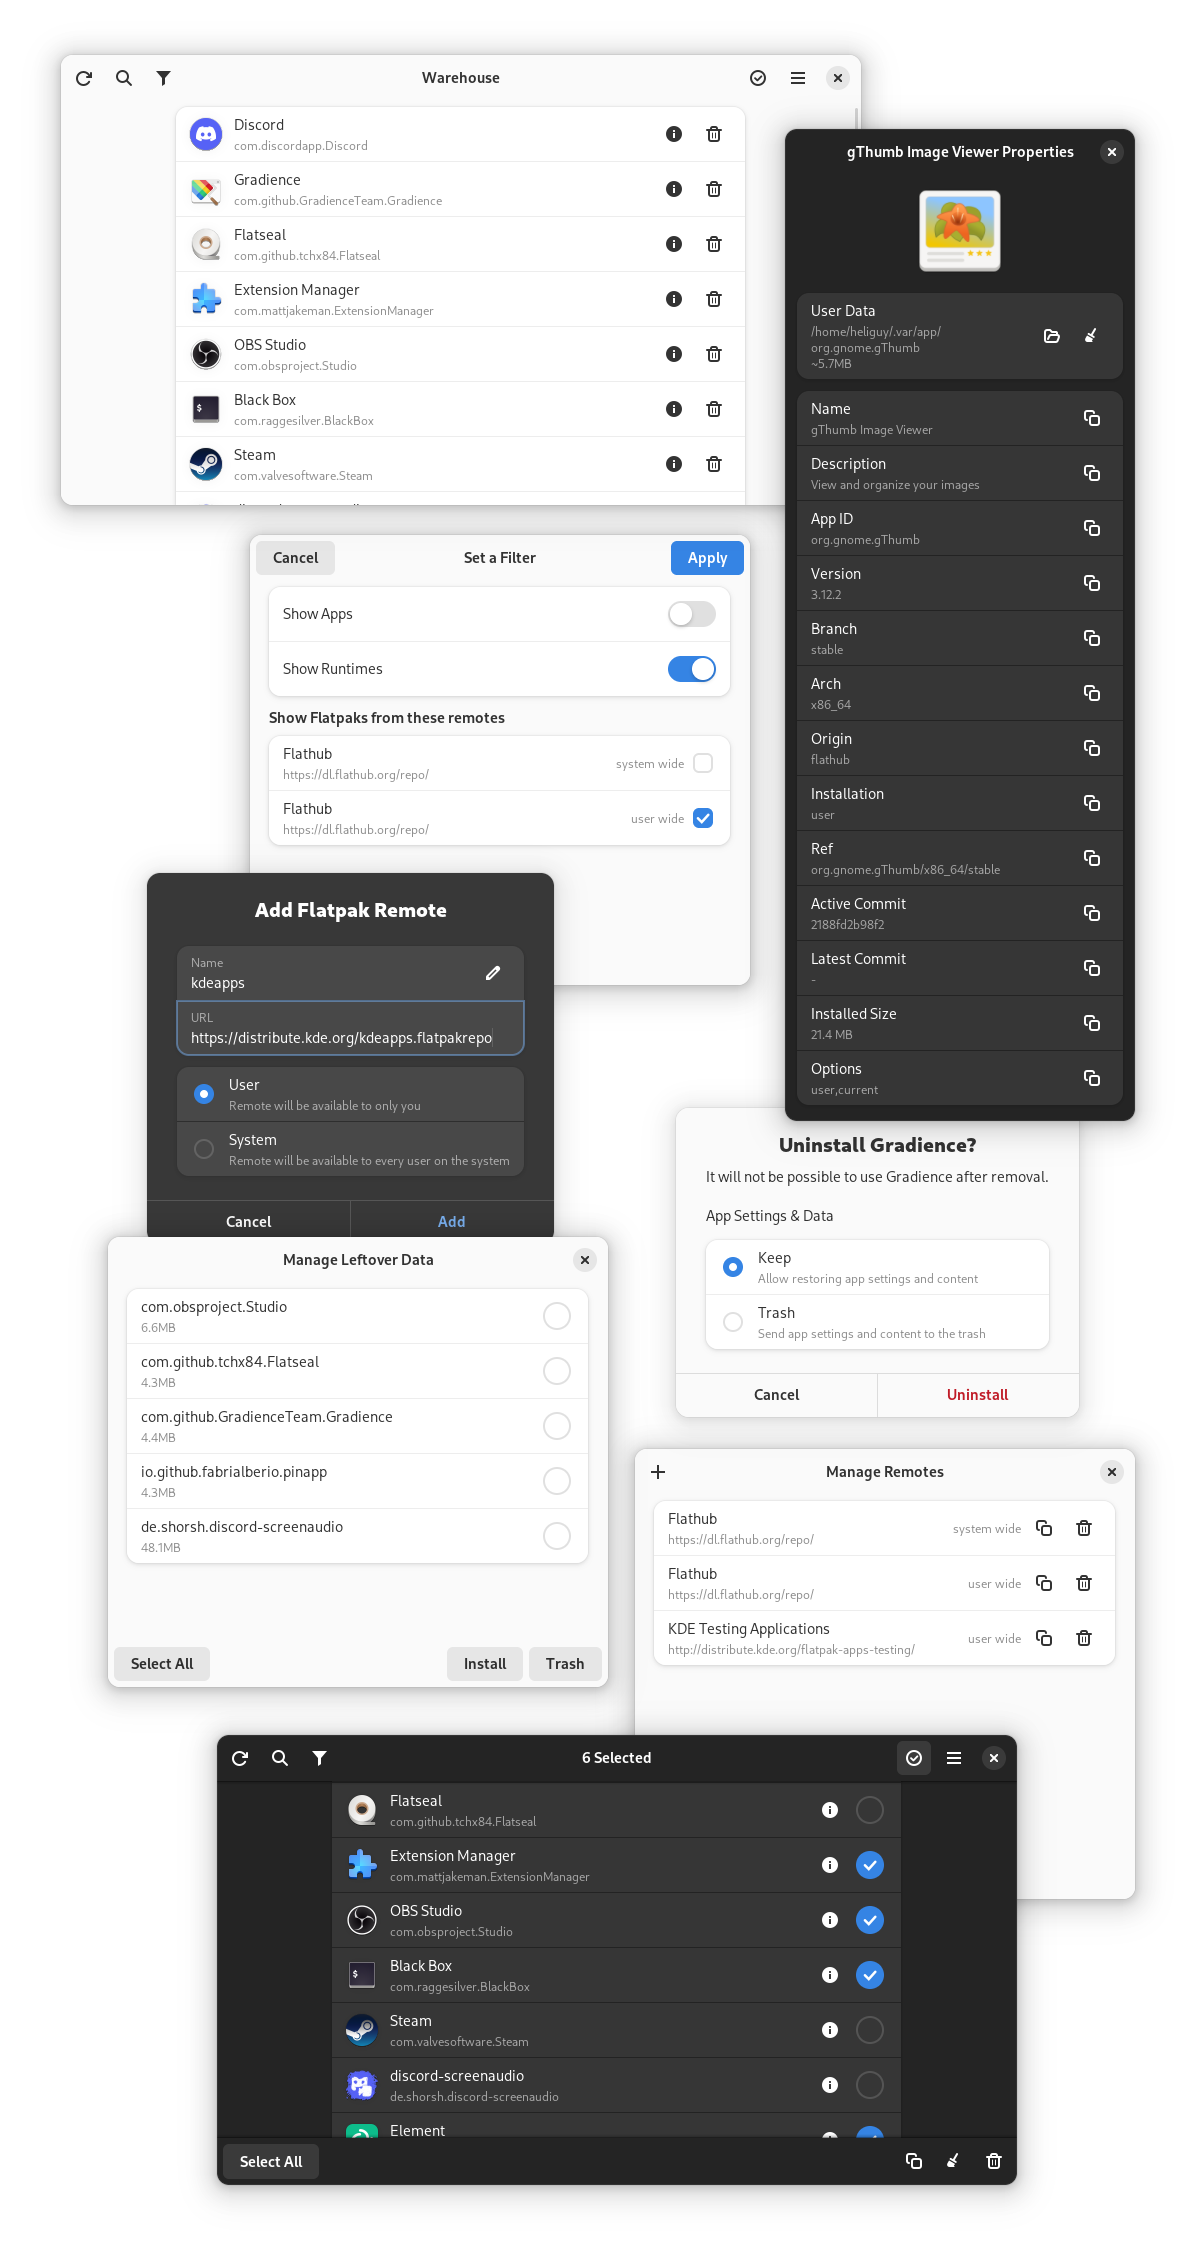 Warehouse
Discord
com.discordapp.Discord
Gradience
com.github.GradienceTeam.Gradience
Flatseal
com.github.tchx84.Flatseal
Extension Manager
com.mattjakeman.ExtensionManager
OBS Studio
com.obsproject.Studio
Black Box
com.raggesilver.BlackBox
Steam
com.valvesoftware.Steam
gThumb Image Viewer Properties
User Data
/home/heliguy/.var/app/
org.gnome.gThumb
~5.7MB
Name
gThumb Image Viewer
Description
View and organize your images
App ID
org.gnome.gThumb
Version
3.12.2
Branch
stable
Arch
x86_64
Origin
flathub
Installation
user
Ref
org.gnome.gThumb/x86_64/stable
Active Commit
2188fd2b98f2
Latest Commit
-
Installed Size
21.4 MB
Options
user,current
Cancel
Set a Filter
Apply
Show Apps
Show Runtimes
Show Flatpaks from these remotes
Flathub
https://dl.flathub.org/repo/
system wide
Flathub
https://dl.flathub.org/repo/
user wide
Add Flatpak Remote
Name
kdeapps
URL
https://distribute.kde.org/kdeapps.flatpakrepo
User
Remote will be available to only you
System
Remote will be available to every user on the system
Cancel
Add
Uninstall Gradience?
It will not be possible to use Gradience after removal.
App Settings & Data
Keep
Allow restoring app settings and content
Trash
Send app settings and content to the trash
Cancel
Uninstall
Manage Leftover Data
com.obsproject.Studio
6.6MB
com.github.tchx84.Flatseal
4.3MB
com.github.GradienceTeam.Gradience
4.4MB
io.github.fabrialberio.pinapp
4.3MB
de.shorsh.discord-screenaudio
48.1MB
Select All
Install
Trash
Manage Remotes
Flathub
https://dl.flathub.org/repo/
system wide
Flathub
https://dl.flathub.org/repo/
user wide
KDE Testing Applications
http://distribute.kde.org/flatpak-apps-testing/
user wide
6 Selected
Flatseal
com.github.tchx84.Flatseal
Extension Manager
com.mattjakeman.ExtensionManager
OBS Studio
com.obsproject.Studio
Black Box
com.raggesilver.BlackBox
Steam
com.valvesoftware.Steam
discord-screenaudio
de.shorsh.discord-screenaudio
Element
Select All